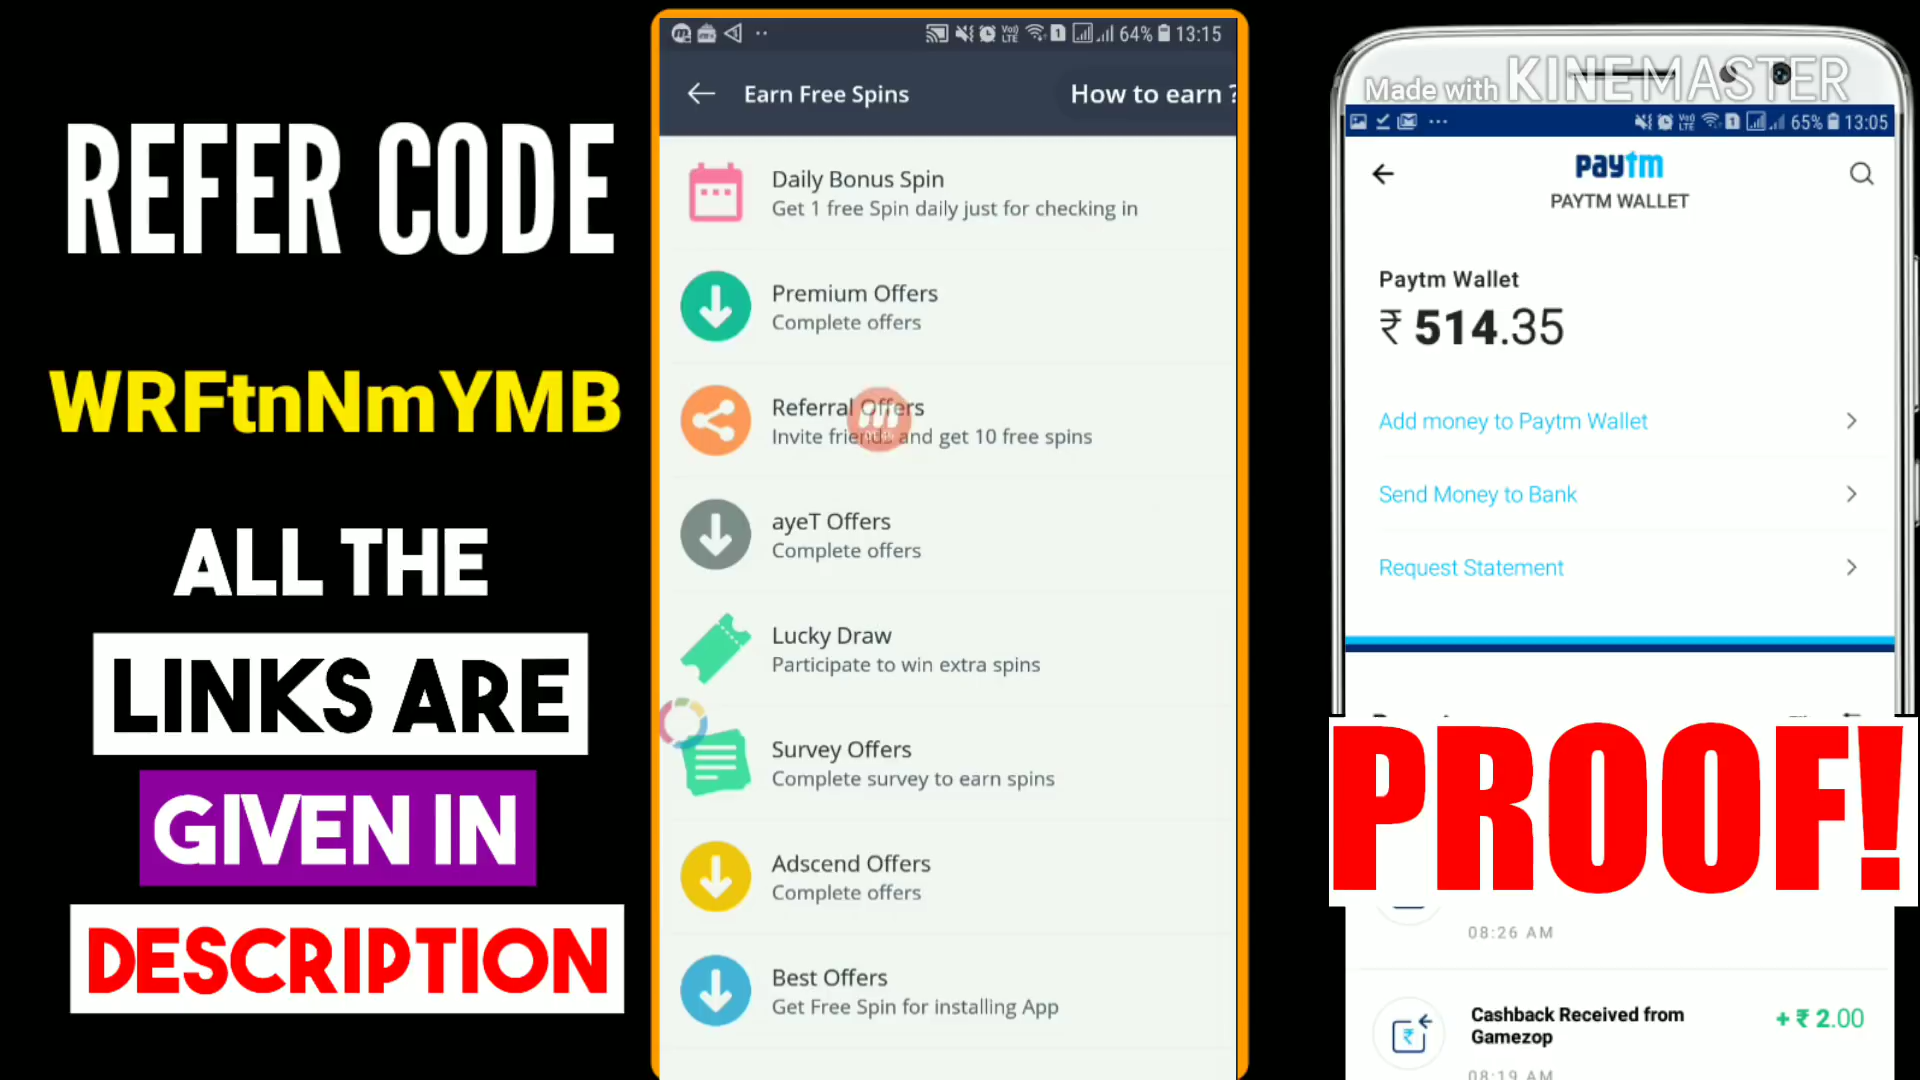 REFER CODE
WRFtnNmYMB
ALL THE
LINKS ARE
GIVEN IN
DESCRIPTION
64% 13:15
Earn Free Spins
How to earn ?
Daily Bonus Spin
Get 1 free Spin daily just for checking in
Premium Offers
Complete offers
Referral Offers
Invite friends and get 10 free spins
ayeT Offers
Complete offers
Lucky Draw
Participate to win extra spins
Survey Offers
Complete survey to earn spins
Adscend Offers
Complete offers
Best Offers
Get Free Spin for installing App
Made with KINEMASTER
65% 13:05
paytm
PAYTM WALLET
Paytm Wallet
₹ 514.35
Add money to Paytm Wallet
Send Money to Bank
Request Statement
PROOF!
08:26 AM
Cashback Received from
Gamezop
+ ₹ 2.00
08:19 AM